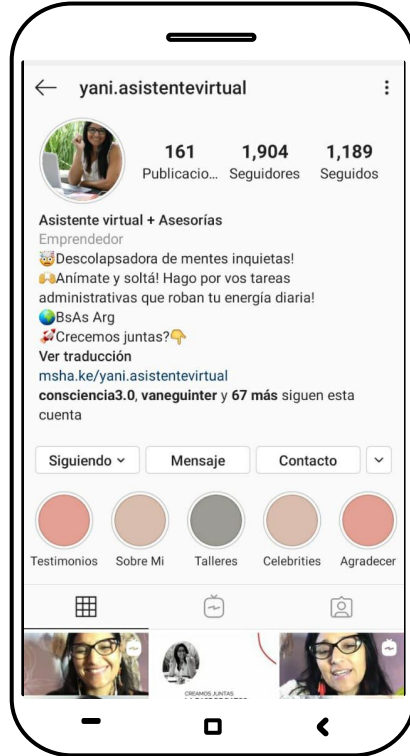 yani.asistentevirtual
161 1,904 1,189
Publicacio... Seguidores Seguidos
Asistente virtual + Asesorías
Emprendedor
🤯Descolapsadora de mentes inquietas!
🙌Anímate y soltá! Hago por vos tareas
administrativas que roban tu energía diaria!
🌎BsAs Arg
🚀Crecemos juntas?👇
Ver traducción
msha.ke/yani.asistentevirtual
consciencia3.0, vaneguinter y 67 más siguen esta
cuenta
Siguiendo Mensaje Contacto
Testimonios Sobre Mi Talleres Celebrities Agradecer
CREAMOS JUNTAS